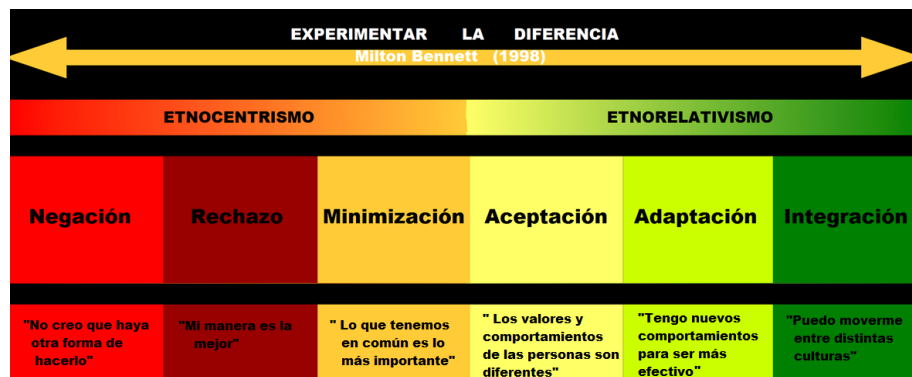 EXPERIMENTAR LA DIFERENCIA
Milton Bennett (1998)
ETNOCENTRISMO
ETNORELATIVISMO
Negación
Rechazo
Minimización
Aceptación
Adaptación
Integración
"No creo que haya
otra forma de
hacerlo"
"Mi manera es la
mejor"
" Lo que tenemos
en común es lo
más importante"
" Los valores y
comportamientos
de las personas son
diferentes"
"Tengo nuevos
comportamientos
para ser más
efectivo"
"Puedo moverme
entre distintas
culturas"